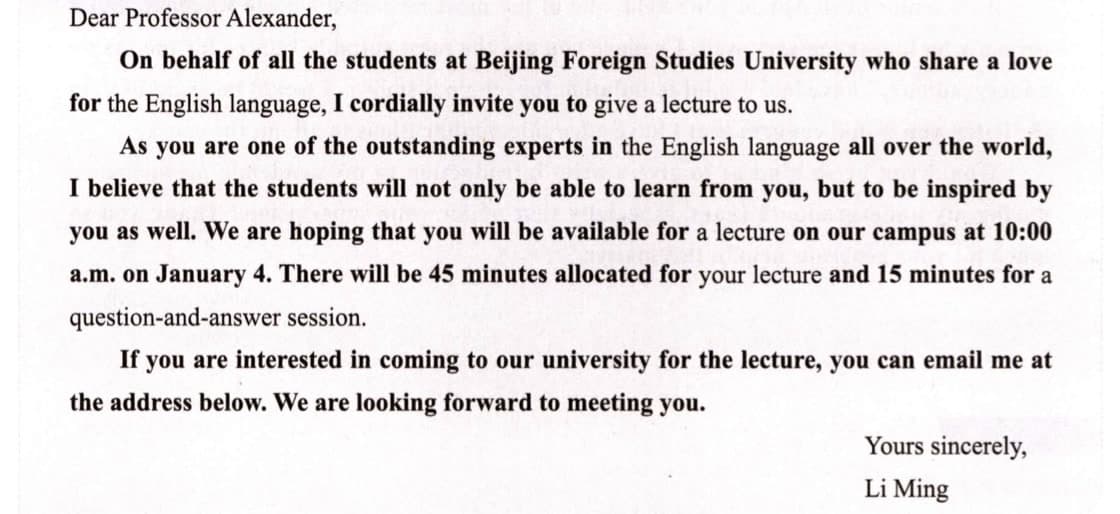 Dear Professor Alexander,
On behalf of all the students at Beijing Foreign Studies University who share a love
for the English language, I cordially invite you to give a lecture to us.
As you are one of the outstanding experts in the English language all over the world,
I believe that the students will not only be able to learn from you, but to be inspired by
you as well. We are hoping that you will be available for a lecture on our campus at 10:00
a.m. on January 4. There will be 45 minutes allocated for your lecture and 15 minutes for a
question-and-answer session.
If you are interested in coming to our university for the lecture, you can email me at
the address below. We are looking forward to meeting you.
Yours sincerely,
Li Ming